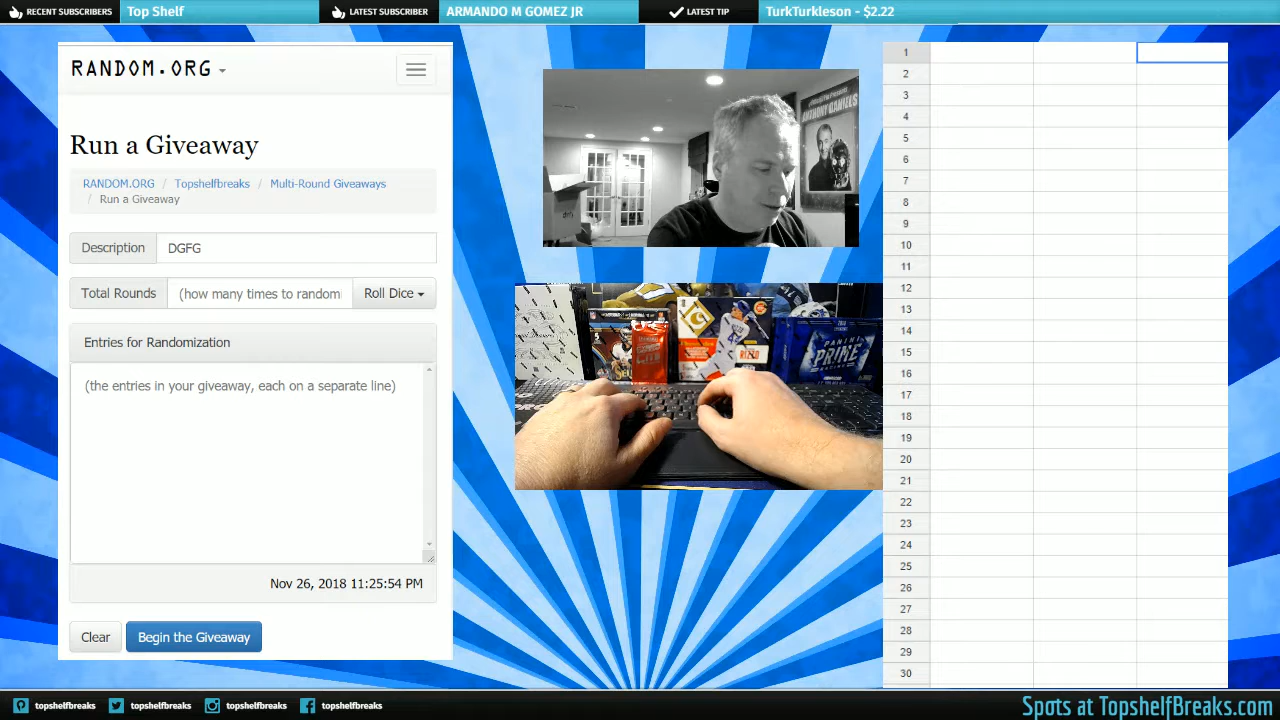 RECENT SUBSCRIBERS Top Shelf LATEST SUBSCRIBER ARMANDO M GOMEZ JR LATEST TIP TurkTurkleson - $2.22
RANDOM.ORG
Run a Giveaway
RANDOM.ORG / Topshelfbreaks / Multi-Round Giveaways
/ Run a Giveaway
Description DGFG
Total Rounds (how many times to random Roll Dice
Entries for Randomization
(the entries in your giveaway, each on a separate line)
Nov 26, 2018 11:25:54 PM
Clear Begin the Giveaway
ANTHONY DANIELS
RIZZO
PANINI
PRIME
RACING
1
2
3
4
5
6
7
8
9
10
11
12
13
14
15
16
17
18
19
20
21
22
23
24
25
26
27
28
29
30
topshelfbreaks topshelfbreaks topshelfbreaks topshelfbreaks
Spots at TopshelfBreaks.com